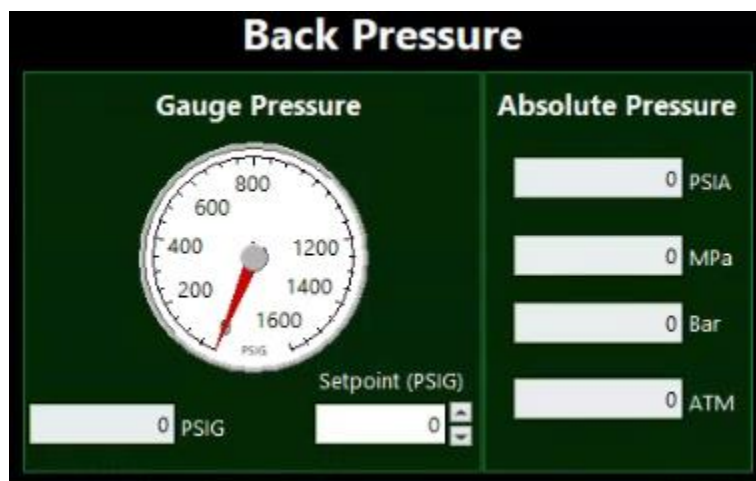 Back Pressure
Gauge Pressure
800
600
400
1200
200
1400
0
1600
PSIG
0 PSIG
Setpoint (PSIG)
0
Absolute Pressure
0 PSIA
0 MPa
0 Bar
0 ATM